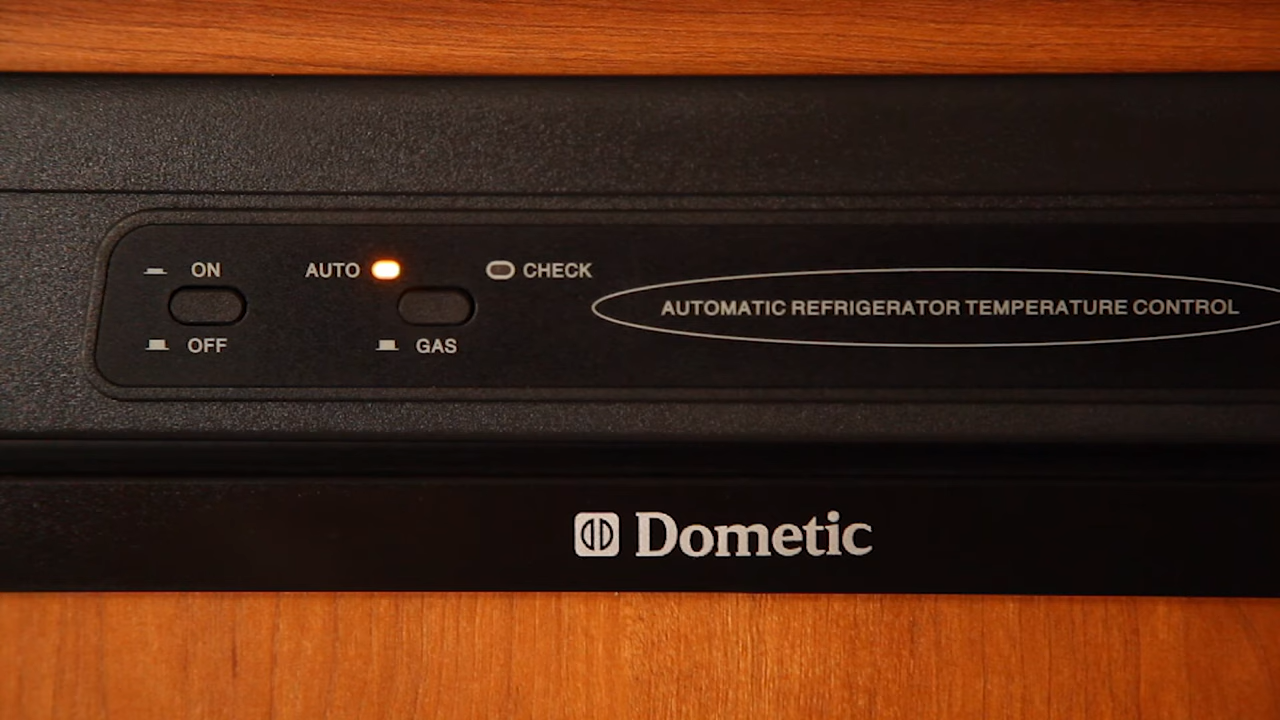 ON
AUTO
CHECK
AUTOMATIC REFRIGERATOR TEMPERATURE CONTROL
OFF
GAS
Dometic